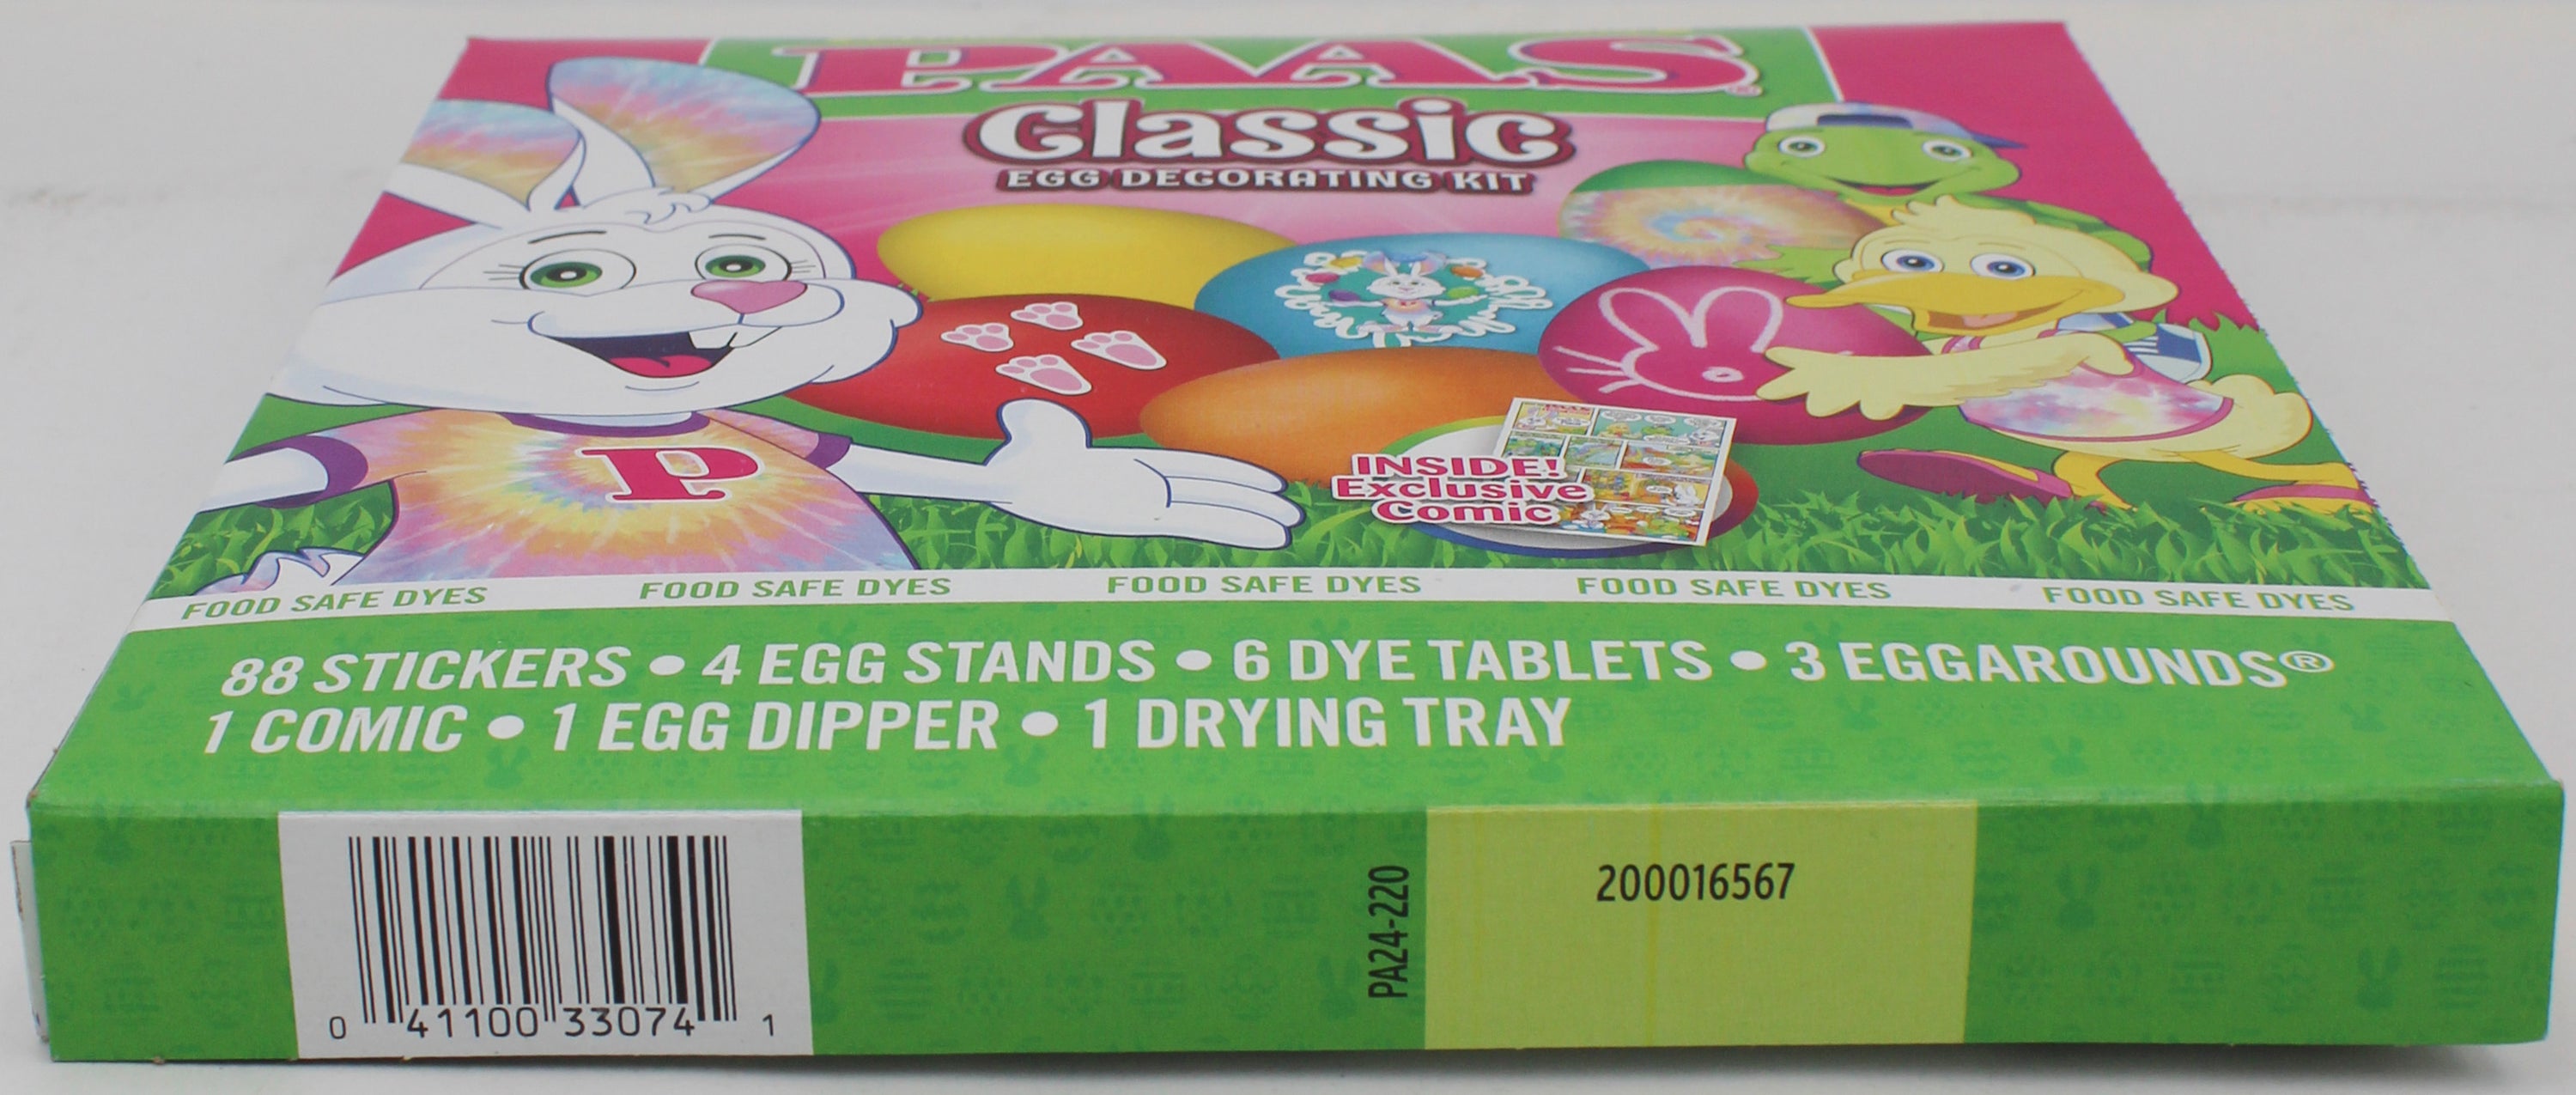 PAAS®
Classic
EGG DECORATING KIT
P
INSIDE!
Exclusive
Comic
FOOD SAFE DYES FOOD SAFE DYES FOOD SAFE DYES FOOD SAFE DYES FOOD SAFE DYES
88 STICKERS • 4 EGG STANDS • 6 DYE TABLETS • 3 EGGAROUNDS®
1 COMIC • 1 EGG DIPPER • 1 DRYING TRAY
0 41100 33074 1
PA24-220
200016567